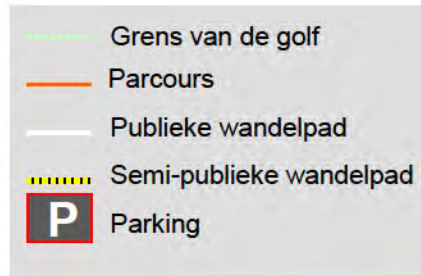 Grens van de golf
Parcours
Publieke wandelpad
Semi-publieke wandelpad
P Parking